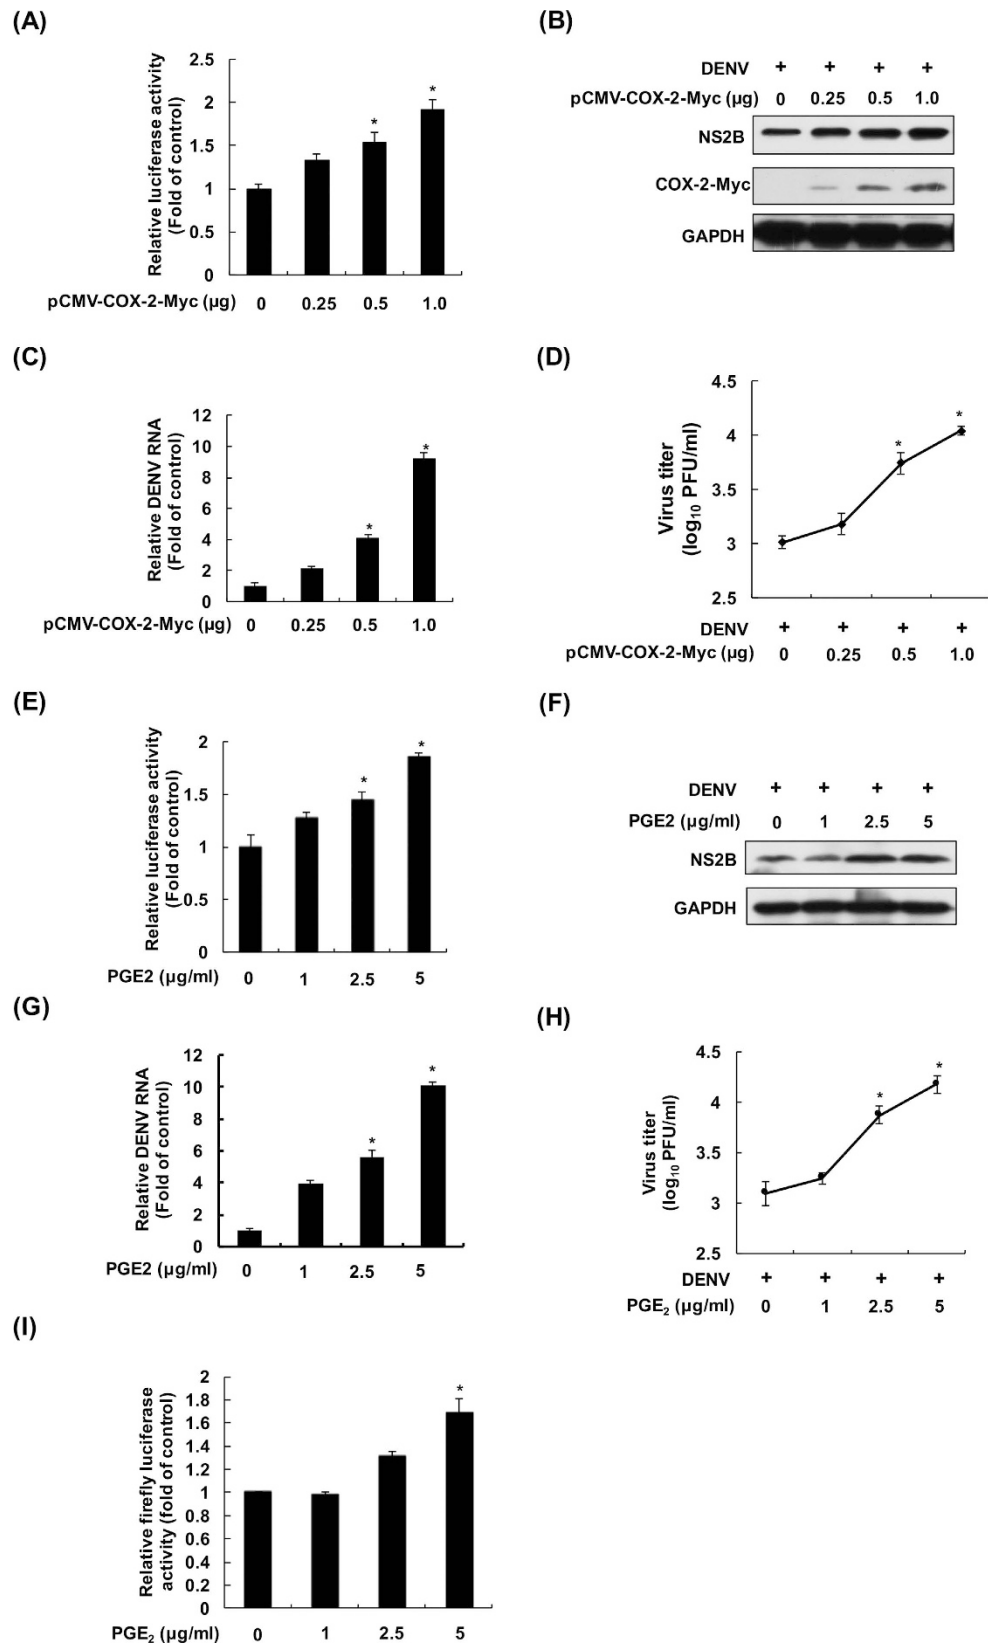 (A)
Relative luciferase activity
(Fold of control)
2.5
2
1.5
1
0.5
0
*
*
pCMV-COX-2-Myc (µg)
0 0.25 0.5 1.0
(B)
DENV + + + +
pCMV-COX-2-Myc (µg) 0 0.25 0.5 1.0
NS2B
COX-2-Myc
GAPDH
(C)
Relative DENV RNA
(Fold of control)
12
10
8
6
4
2
0
*
*
pCMV-COX-2-Myc (µg) 0 0.25 0.5 1.0
(D)
Virus titer
(log₁₀ PFU/ml)
4.5
4
3.5
3
2.5
*
*
DENV + + + +
pCMV-COX-2-Myc (µg) 0 0.25 0.5 1.0
(E)
Relative luciferase activity
(Fold of control)
2
1.5
1
0.5
0
*
*
PGE2 (µg/ml) 0 1 2.5 5
(F)
DENV + + + +
PGE2 (µg/ml) 0 1 2.5 5
NS2B
GAPDH
(G)
Relative DENV RNA
(Fold of control)
12
10
8
6
4
2
0
*
*
PGE2 (µg/ml) 0 1 2.5 5
(H)
Virus titer
(log₁₀ PFU/ml)
4.5
4
3.5
3
2.5
*
*
DENV + + + +
PGE₂ (µg/ml) 0 1 2.5 5
(I)
Relative firefly luciferase
activity (fold of control)
2
1.8
1.6
1.4
1.2
1
0.8
0.6
0.4
0.2
0
*
PGE₂ (µg/ml) 0 1 2.5 5